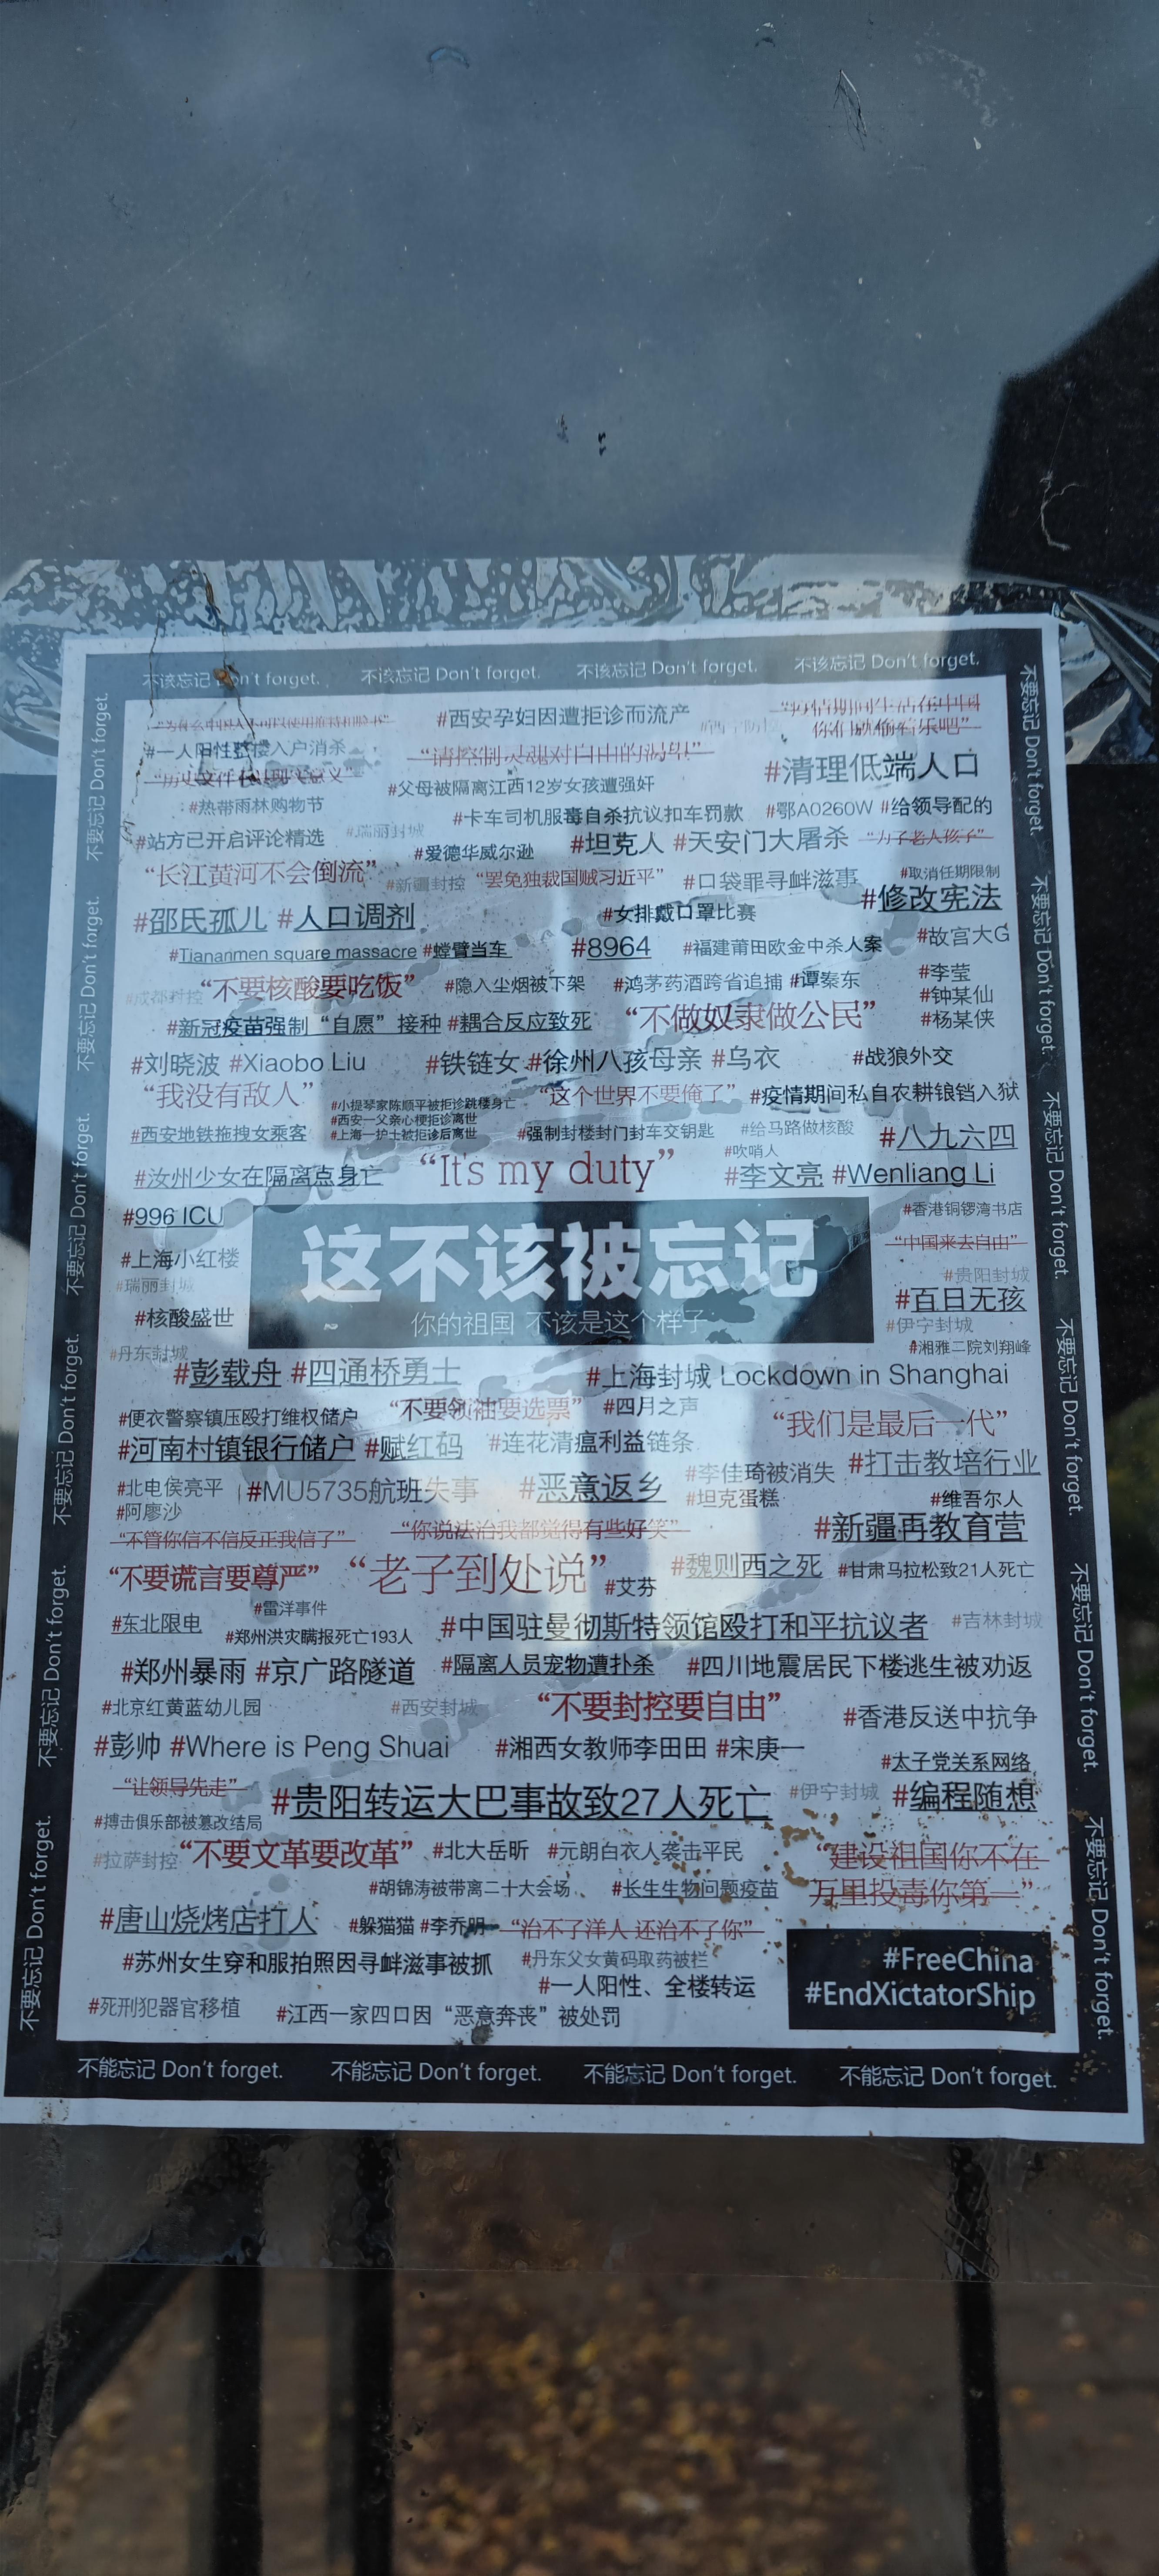 不该忘记 Don't forget. 不该忘记 Don't forget. 不该忘记 Don't forget. 不该忘记 Don't forget.
#西安孕妇因遭拒诊而流产
你们就偷着乐吧”
#一人阳性整楼入户消杀
“请控制灵魂对自由的渴望”
#清理低端人口
#父母被隔离江西12岁女孩遭强奸
#热带雨林购物节
#卡车司机服毒自杀抗议扣车罚款 #鄂A0260W #给领导配的
#站方已开启评论精选 #瑞丽封城
#爱德华威尔逊 #坦克人 #天安门大屠杀
“长江黄河不会倒流” #新疆封控 “罢免独裁国贼习近平” #口袋罪寻衅滋事 #取消任期限制
#邵氏孤儿 #人口调剂 #女排戴口罩比赛 #修改宪法
#Tiananmen square massacre #螳臂当车 #8964 #福建莆田欧金中杀人案 #故宫大G
#成都封控 “不要核酸要吃饭” #隐入尘烟被下架 #鸿茅药酒跨省追捕 #谭秦东 #李莹
#钟某仙
#新冠疫苗强制“自愿”接种 #耦合反应致死 “不做奴隶做公民” #杨某侠
#刘晓波 #Xiaobo Liu #铁链女 #徐州八孩母亲 #乌衣 #战狼外交
“我没有敌人” #小提琴家陈顺平被拒诊跳楼身亡 “这个世界不要俺了” #疫情期间私自农耕锒铛入狱
#西安一父亲心梗拒诊离世
#西安地铁拖拽女乘客 #上海一护士被拒诊后离世 #强制封楼封门封车交钥匙 #给马路做核酸 #八九六四
#吹哨人
#汝州少女在隔离点身亡 “It's my duty” #李文亮 #Wenliang Li
#996 ICU #香港铜锣湾书店
这不该被忘记
#上海小红楼 “中国来去自由”
#瑞丽封城 #贵阳封城
#百日无孩
你的祖国 不该是这个样子
#核酸盛世 #伊宁封城
#丹东封城 #湘雅二院刘翔峰
#彭载舟 #四通桥勇士 #上海封城 Lockdown in Shanghai
#便衣警察镇压殴打维权储户 “不要领袖要选票” #四月之声 “我们是最后一代”
#河南村镇银行储户 #赋红码 #连花清瘟利益链条
#北电侯亮平 #MU5735航班失事 #恶意返乡 #李佳琦被消失 #打击教培行业
#阿廖沙 #坦克蛋糕 #维吾尔人
“不管你信不信反正我信了” “你说法治我都觉得有些好笑” #新疆再教育营
“不要谎言要尊严” “老子到处说” #艾芬 #魏则西之死 #甘肃马拉松致21人死亡
#雷洋事件
#东北限电 #郑州洪灾瞒报死亡193人 #中国驻曼彻斯特领馆殴打和平抗议者 #吉林封城
#郑州暴雨 #京广路隧道 #隔离人员宠物遭扑杀 #四川地震居民下楼逃生被劝返
#北京红黄蓝幼儿园 #西安封城 “不要封控要自由” #香港反送中抗争
#彭帅 #Where is Peng Shuai #湘西女教师李田田 #宋庚一 #太子党关系网络
“让领导先走” #贵阳转运大巴事故致27人死亡 #伊宁封城 #编程随想
#搏击俱乐部被篡改结局
#拉萨封控 “不要文革要改革” #北大岳昕 #元朗白衣人袭击平民 “建设祖国你不在
#胡锦涛被带离二十大会场 #长生生物问题疫苗 万里投毒你第一”
#唐山烧烤店打人 #躲猫猫 #李乔明 “治不了洋人 还治不了你”
#苏州女生穿和服拍照因寻衅滋事被抓 #丹东父女黄码取药被拦 #FreeChina
#一人阳性、全楼转运 #EndXictatorShip
#死刑犯器官移植 #江西一家四口因“恶意奔丧”被处罚
不能忘记 Don't forget. 不能忘记 Don't forget. 不能忘记 Don't forget. 不能忘记 Don't forget.
不要忘记 Don't forget. 不要忘记 Don't forget. 不要忘记 Don't forget. 不要忘记 Don't forget. 不要忘记 Don't forget. 不要忘记 Don't forget.
不要忘记 Don't forget. 不要忘记 Don't forget. 不要忘记 Don't forget. 不要忘记 Don't forget. 不要忘记 Don't forget. 不要忘记 Don't forget.